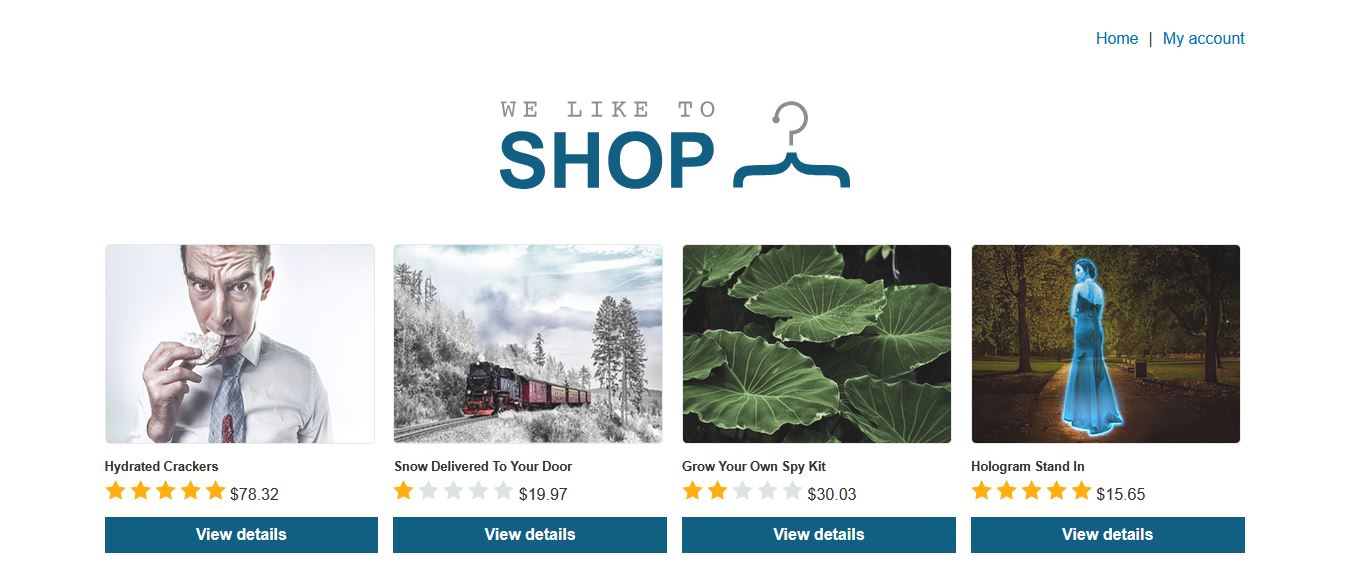 Home | My account
WE LIKE TO
SHOP
Hydrated Crackers
$78.32
View details
Snow Delivered To Your Door
$19.97
View details
Grow Your Own Spy Kit
$30.03
View details
Hologram Stand In
$15.65
View details